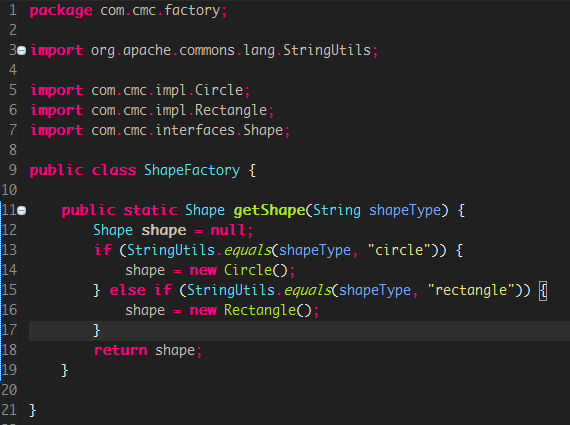 1 package com.cmc.factory;
2
3 import org.apache.commons.lang.StringUtils;
4
5 import com.cmc.impl.Circle;
6 import com.cmc.impl.Rectangle;
7 import com.cmc.interfaces.Shape;
8
9 public class ShapeFactory {
10
11     public static Shape getShape(String shapeType) {
12         Shape shape = null;
13         if (StringUtils.equals(shapeType, "circle")) {
14             shape = new Circle();
15         } else if (StringUtils.equals(shapeType, "rectangle")) {
16             shape = new Rectangle();
17         }
18         return shape;
19     }
20
21 }